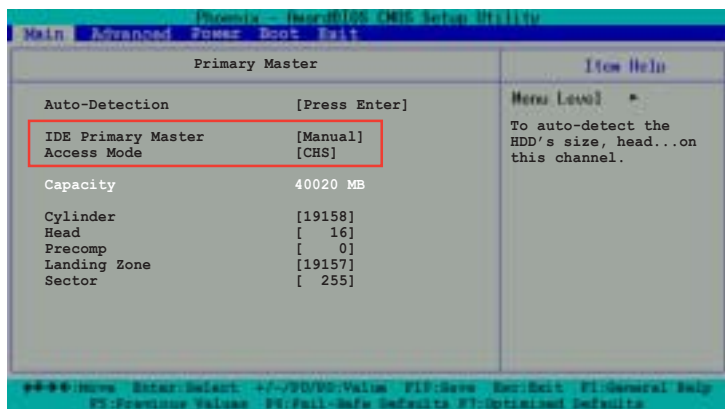 Phoenix - AwardBIOS CMOS Setup Utility
Main Advanced Power Boot Exit
Primary Master
Item Help
Auto-Detection [Press Enter]
IDE Primary Master [Manual]
Access Mode [CHS]
Capacity 40020 MB
Cylinder [19158]
Head [ 16]
Precomp [ 0]
Landing Zone [19157]
Sector [ 255]
Menu Level
To auto-detect the
HDD's size, head...on
this channel.
:Move Enter:Select +/-/PU/PD:Value F10:Save Esc:Exit F1:General Help
F5:Previous Values F6:Fail-Safe Defaults F7:Optimized Defaults